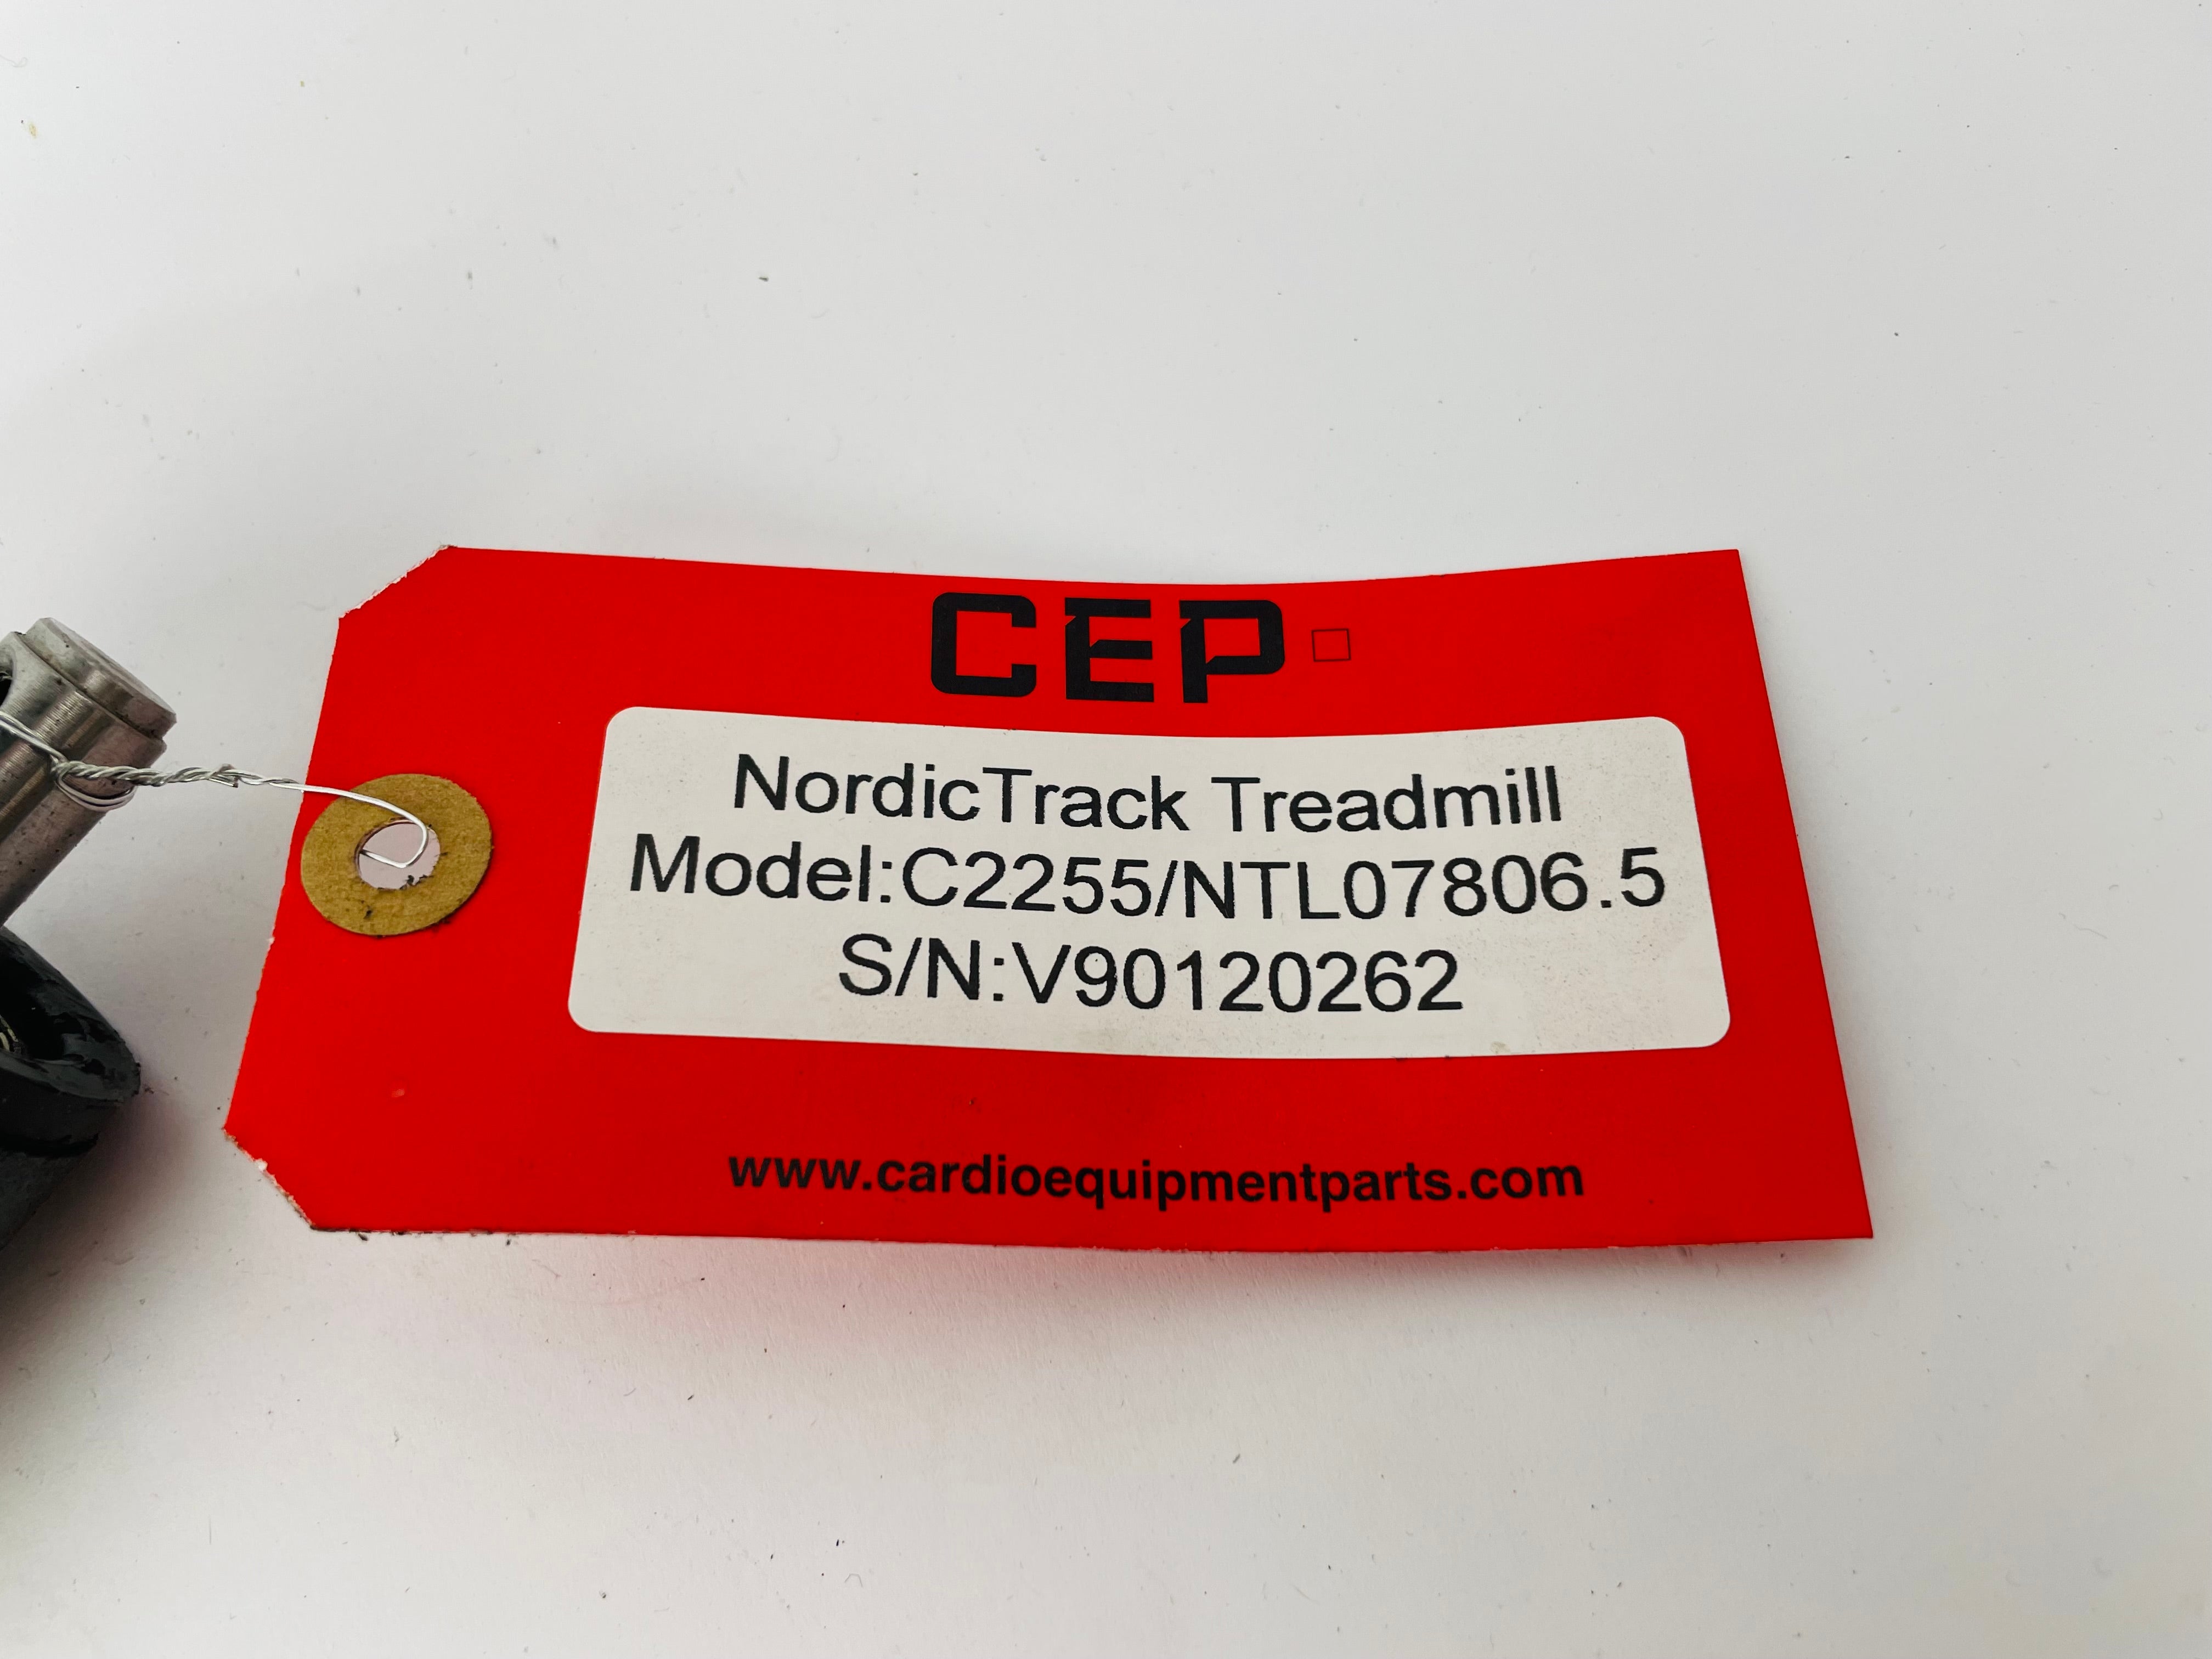 CEP
NordicTrack Treadmill
Model:C2255/NTL07806.5
S/N:V90120262
www.cardioequipmentparts.com